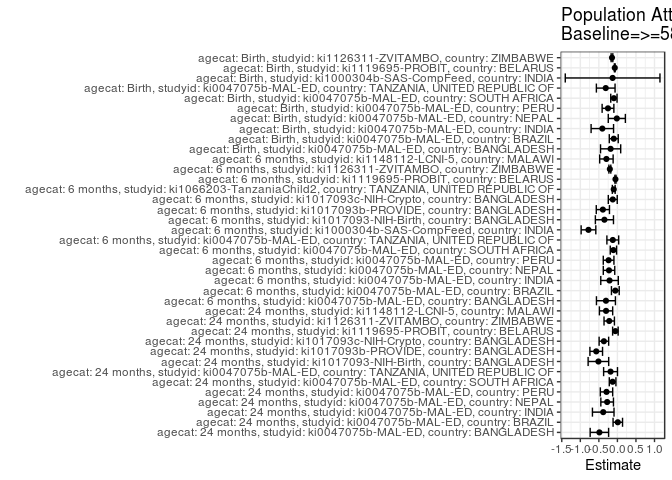 Population Att
Baseline=>=58
agecat: Birth, studyid: ki1126311-ZVITAMBO, country: ZIMBABWE
agecat: Birth, studyid: ki1119695-PROBIT, country: BELARUS
agecat: Birth, studyid: ki1000304b-SAS-CompFeed, country: INDIA
agecat: Birth, studyid: ki0047075b-MAL-ED, country: TANZANIA, UNITED REPUBLIC OF
agecat: Birth, studyid: ki0047075b-MAL-ED, country: SOUTH AFRICA
agecat: Birth, studyid: ki0047075b-MAL-ED, country: PERU
agecat: Birth, studyid: ki0047075b-MAL-ED, country: NEPAL
agecat: Birth, studyid: ki0047075b-MAL-ED, country: INDIA
agecat: Birth, studyid: ki0047075b-MAL-ED, country: BRAZIL
agecat: Birth, studyid: ki0047075b-MAL-ED, country: BANGLADESH
agecat: 6 months, studyid: ki1148112-LCNI-5, country: MALAWI
agecat: 6 months, studyid: ki1126311-ZVITAMBO, country: ZIMBABWE
agecat: 6 months, studyid: ki1119695-PROBIT, country: BELARUS
agecat: 6 months, studyid: ki1066203-TanzaniaChild2, country: TANZANIA, UNITED REPUBLIC OF
agecat: 6 months, studyid: ki1017093c-NIH-Crypto, country: BANGLADESH
agecat: 6 months, studyid: ki1017093b-PROVIDE, country: BANGLADESH
agecat: 6 months, studyid: ki1017093-NIH-Birth, country: BANGLADESH
agecat: 6 months, studyid: ki1000304b-SAS-CompFeed, country: INDIA
agecat: 6 months, studyid: ki0047075b-MAL-ED, country: TANZANIA, UNITED REPUBLIC OF
agecat: 6 months, studyid: ki0047075b-MAL-ED, country: SOUTH AFRICA
agecat: 6 months, studyid: ki0047075b-MAL-ED, country: PERU
agecat: 6 months, studyid: ki0047075b-MAL-ED, country: NEPAL
agecat: 6 months, studyid: ki0047075b-MAL-ED, country: INDIA
agecat: 6 months, studyid: ki0047075b-MAL-ED, country: BRAZIL
agecat: 6 months, studyid: ki0047075b-MAL-ED, country: BANGLADESH
agecat: 24 months, studyid: ki1148112-LCNI-5, country: MALAWI
agecat: 24 months, studyid: ki1126311-ZVITAMBO, country: ZIMBABWE
agecat: 24 months, studyid: ki1119695-PROBIT, country: BELARUS
agecat: 24 months, studyid: ki1017093c-NIH-Crypto, country: BANGLADESH
agecat: 24 months, studyid: ki1017093b-PROVIDE, country: BANGLADESH
agecat: 24 months, studyid: ki1017093-NIH-Birth, country: BANGLADESH
agecat: 24 months, studyid: ki0047075b-MAL-ED, country: TANZANIA, UNITED REPUBLIC OF
agecat: 24 months, studyid: ki0047075b-MAL-ED, country: SOUTH AFRICA
agecat: 24 months, studyid: ki0047075b-MAL-ED, country: PERU
agecat: 24 months, studyid: ki0047075b-MAL-ED, country: NEPAL
agecat: 24 months, studyid: ki0047075b-MAL-ED, country: INDIA
agecat: 24 months, studyid: ki0047075b-MAL-ED, country: BRAZIL
agecat: 24 months, studyid: ki0047075b-MAL-ED, country: BANGLADESH
-1.5 -1.0 -0.5 0.0 0.5 1.0
Estimate